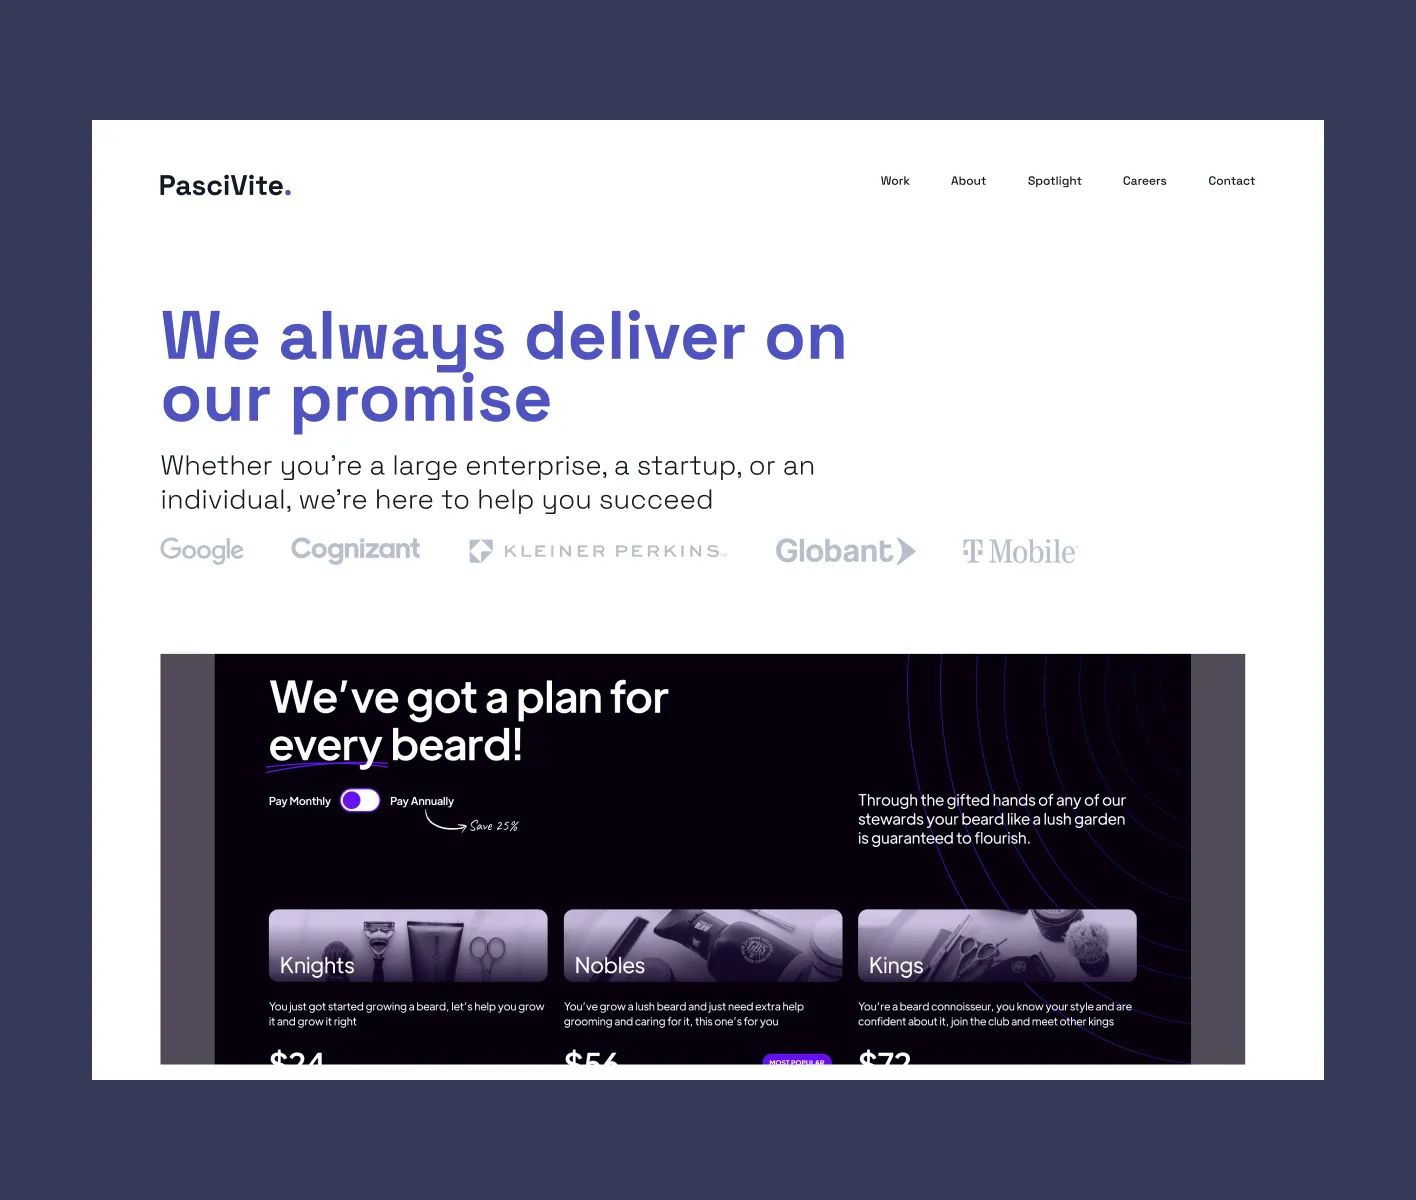 PasciVite.
Work
About
Spotlight
Careers
Contact
We always deliver on
our promise
Whether you're a large enterprise, a startup, or an
individual, we're here to help you succeed
Google
Cognizant
KLEINER PERKINS™
Globant
T Mobile
We've got a plan for
every beard!
Pay Monthly
Pay Annually
Save 25%
Through the gifted hands of any of our
stewards your beard like a lush garden
is guaranteed to flourish.
Knights
You just got started growing a beard, let's help you grow
it and grow it right
$24
Nobles
You've grow a lush beard and just need extra help
grooming and caring for it, this one's for you
$56
MOST POPULAR
Kings
You're a beard connoisseur, you know your style and are
confident about it, join the club and meet other kings
$72